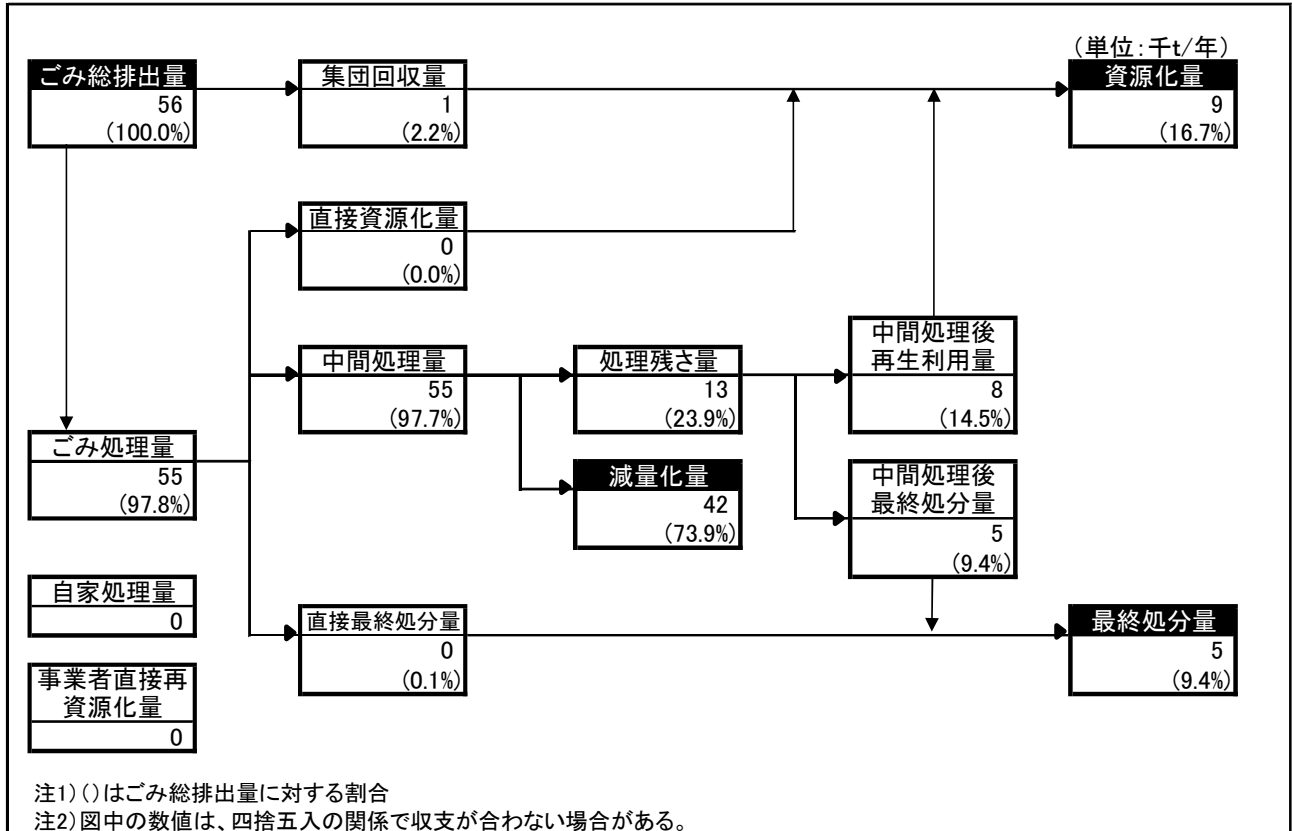 (単位:千t/年)
ごみ総排出量
56
(100.0%)
集団回収量
1
(2.2%)
資源化量
9
(16.7%)
直接資源化量
0
(0.0%)
中間処理量
55
(97.7%)
処理残さ量
13
(23.9%)
中間処理後
再生利用量
8
(14.5%)
ごみ処理量
55
(97.8%)
減量化量
42
(73.9%)
中間処理後
最終処分量
5
(9.4%)
自家処理量
0
直接最終処分量
0
(0.1%)
最終処分量
5
(9.4%)
事業者直接再
資源化量
0
注1)()はごみ総排出量に対する割合
注2)図中の数値は、四捨五入の関係で収支が合わない場合がある。